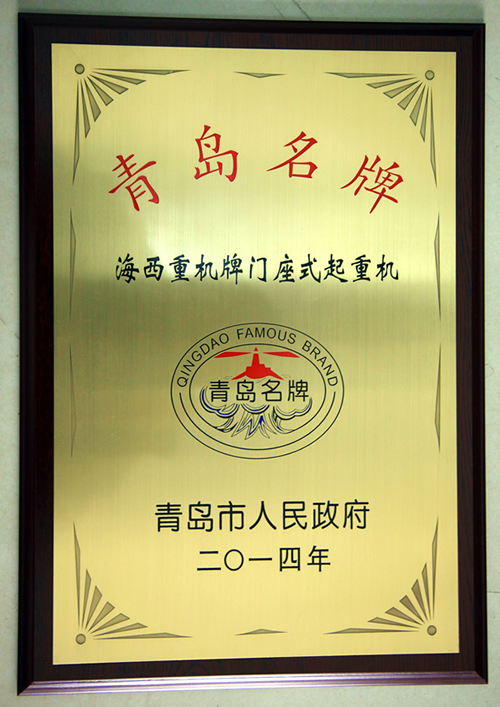 青岛名牌
海西重机牌门座式起重机
QINGDAO FAMOUS BRAND
青岛名牌
青岛市人民政府
二〇一四年